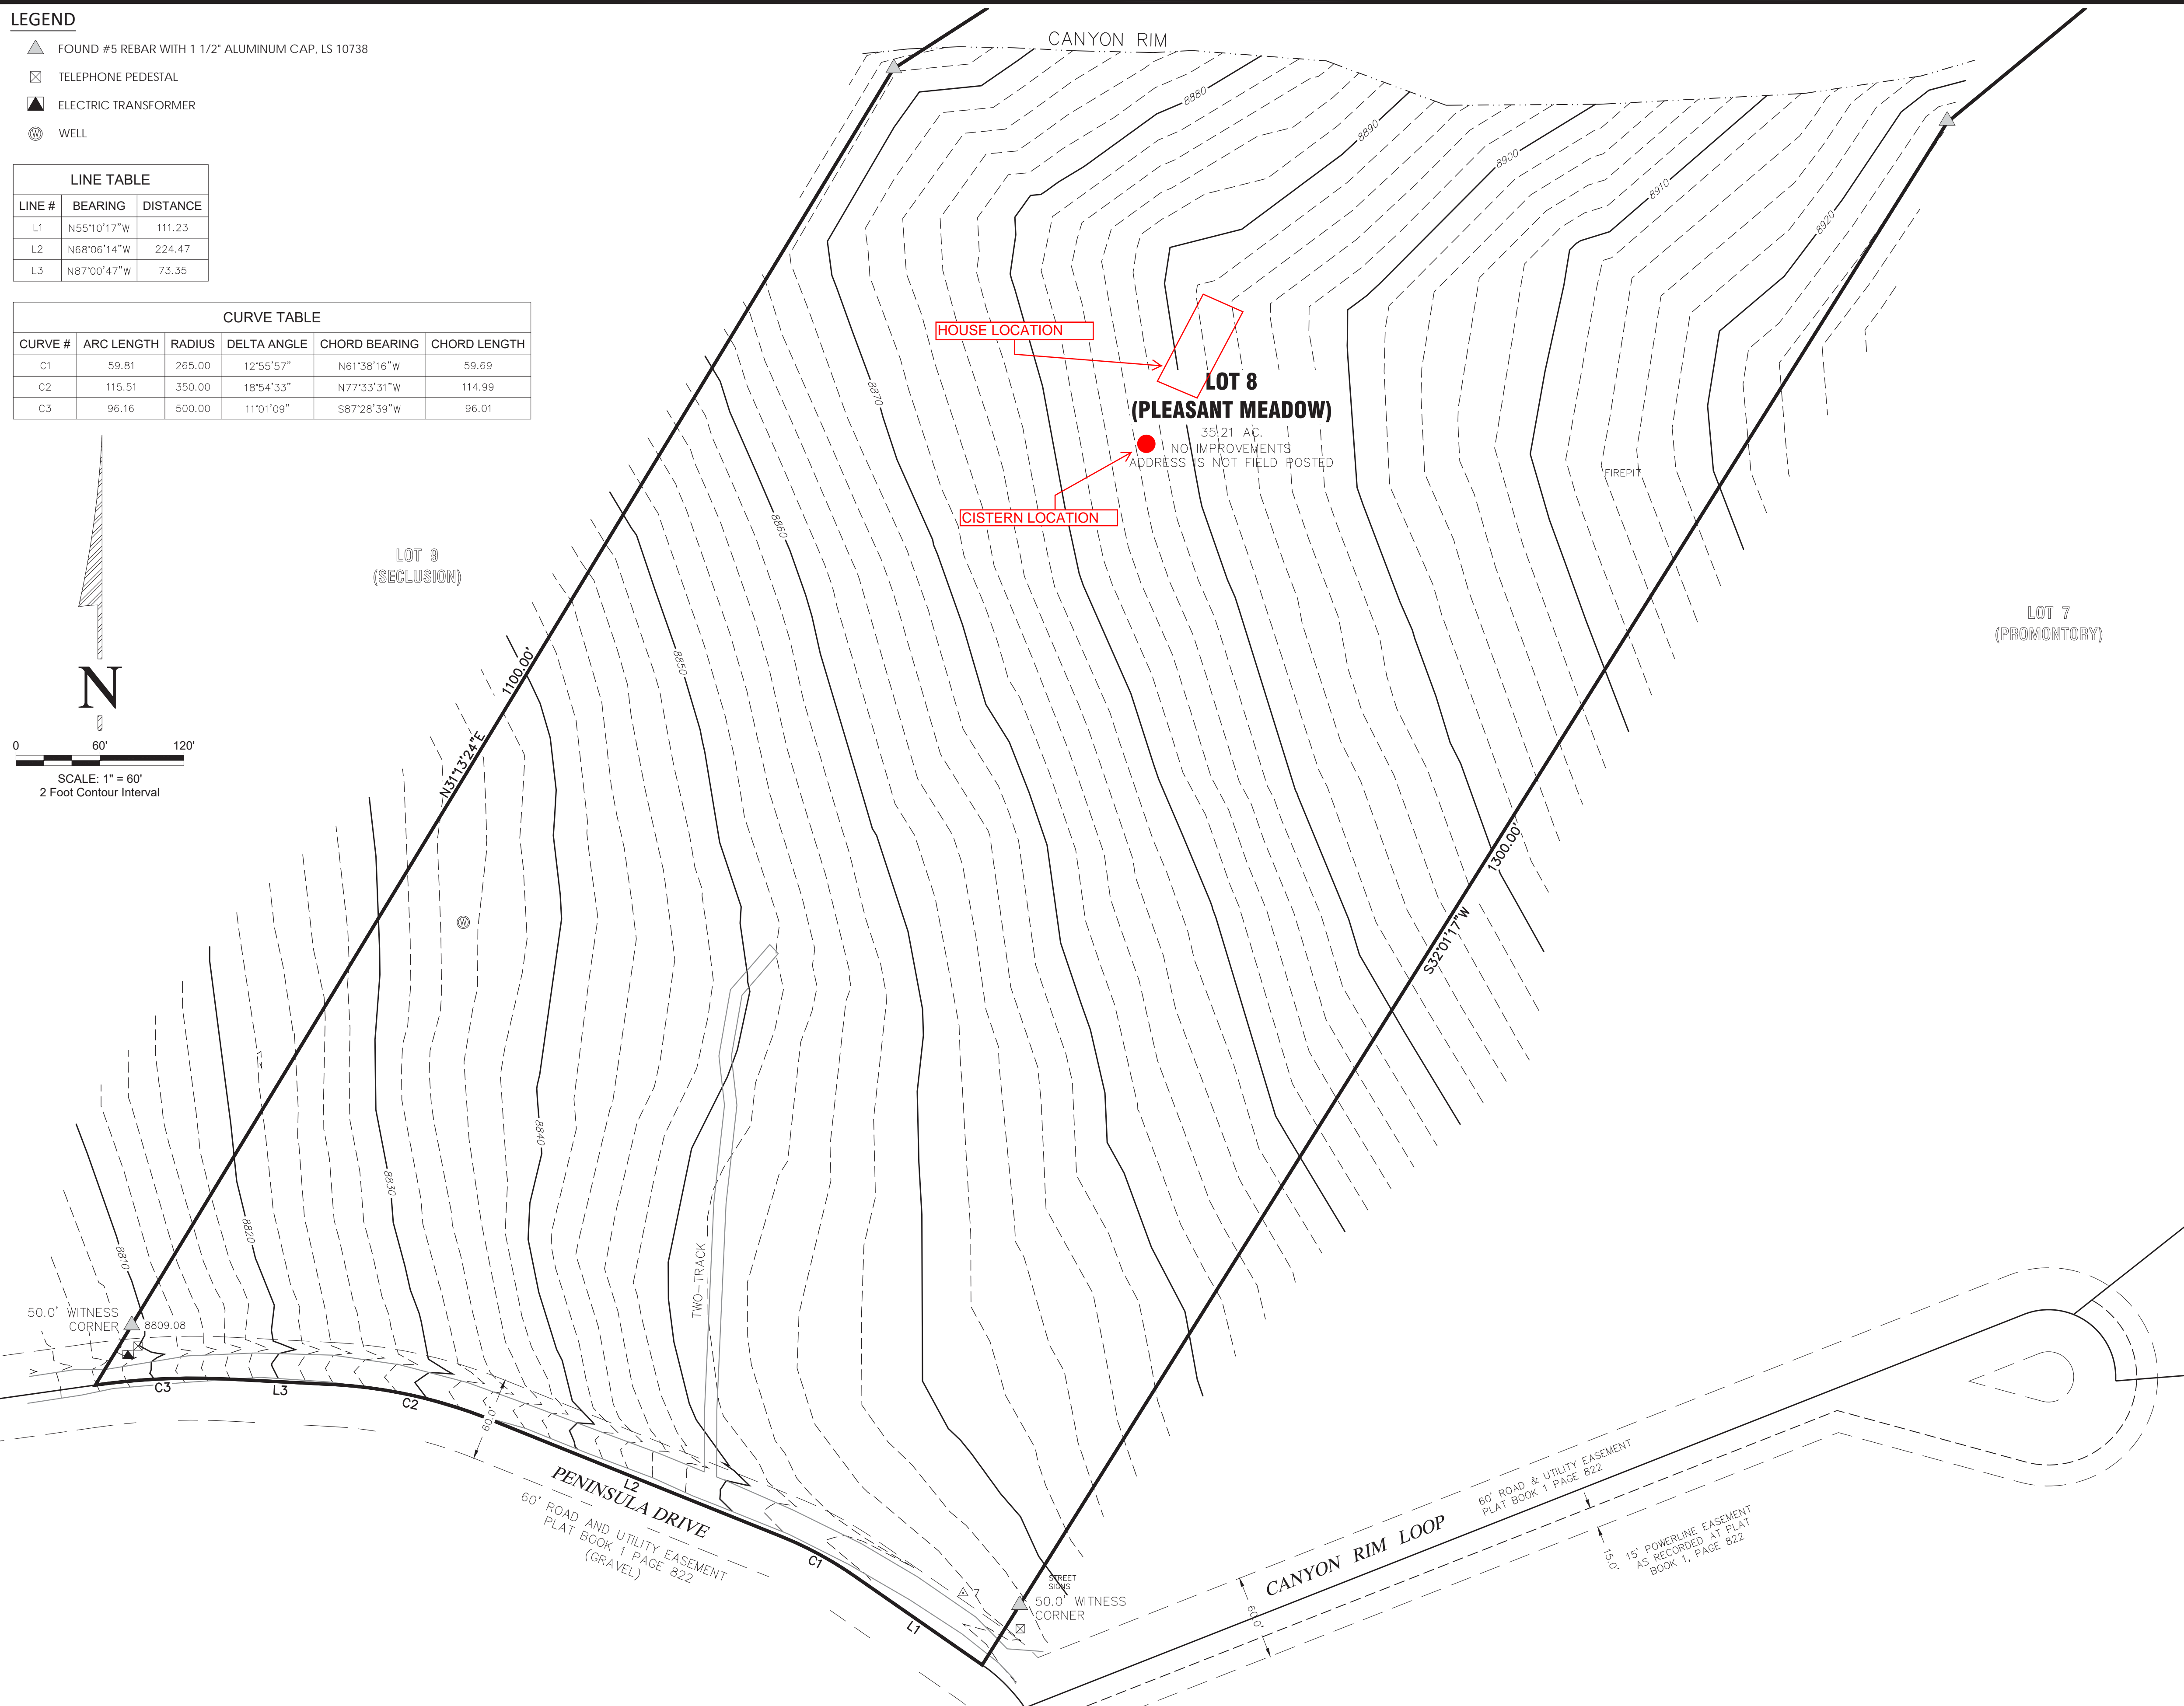 LEGEND
FOUND #5 REBAR WITH 1 1/2" ALUMINUM CAP, LS 10738
TELEPHONE PEDESTAL
ELECTRIC TRANSFORMER
W WELL
LINE TABLE
LINE # BEARING DISTANCE
L1 N55°10'17"W 111.23
L2 N68°06'14"W 224.47
L3 N87°00'47"W 73.35
CURVE TABLE
CURVE # ARC LENGTH RADIUS DELTA ANGLE CHORD BEARING CHORD LENGTH
C1 59.81 265.00 12°55'57" N61°38'16"W 59.69
C2 115.51 350.00 18°54'33" N77°33'31"W 114.99
C3 96.16 500.00 11°01'09" S87°28'39"W 96.01
N
0 60' 120'
SCALE: 1" = 60'
2 Foot Contour Interval
CANYON RIM
8880
8890
8900
8910
8920
HOUSE LOCATION
LOT 8
(PLEASANT MEADOW)
35.21 AC.
NO IMPROVEMENTS
ADDRESS IS NOT FIELD POSTED
CISTERN LOCATION
FIREPIT
8870
8860
8850
LOT 9
(SECLUSION)
LOT 7
(PROMONTORY)
1100.00'
N31°13'24"E
1300.00'
S32°01'17"W
W
8840
8830
8820
8810
TWO-TRACK
50.0' WITNESS
CORNER
8809.08
C3
L3
C2
60.0'
L2
PENINSULA DRIVE
60' ROAD AND UTILITY EASEMENT
PLAT BOOK 1 PAGE 822
(GRAVEL)
C1
L1
7
STREET
SIGNS
50.0' WITNESS
CORNER
CANYON RIM LOOP
60.0'
60' ROAD & UTILITY EASEMENT
PLAT BOOK 1 PAGE 822
15.0'
15' POWERLINE EASEMENT
AS RECORDED AT PLAT
BOOK 1, PAGE 822